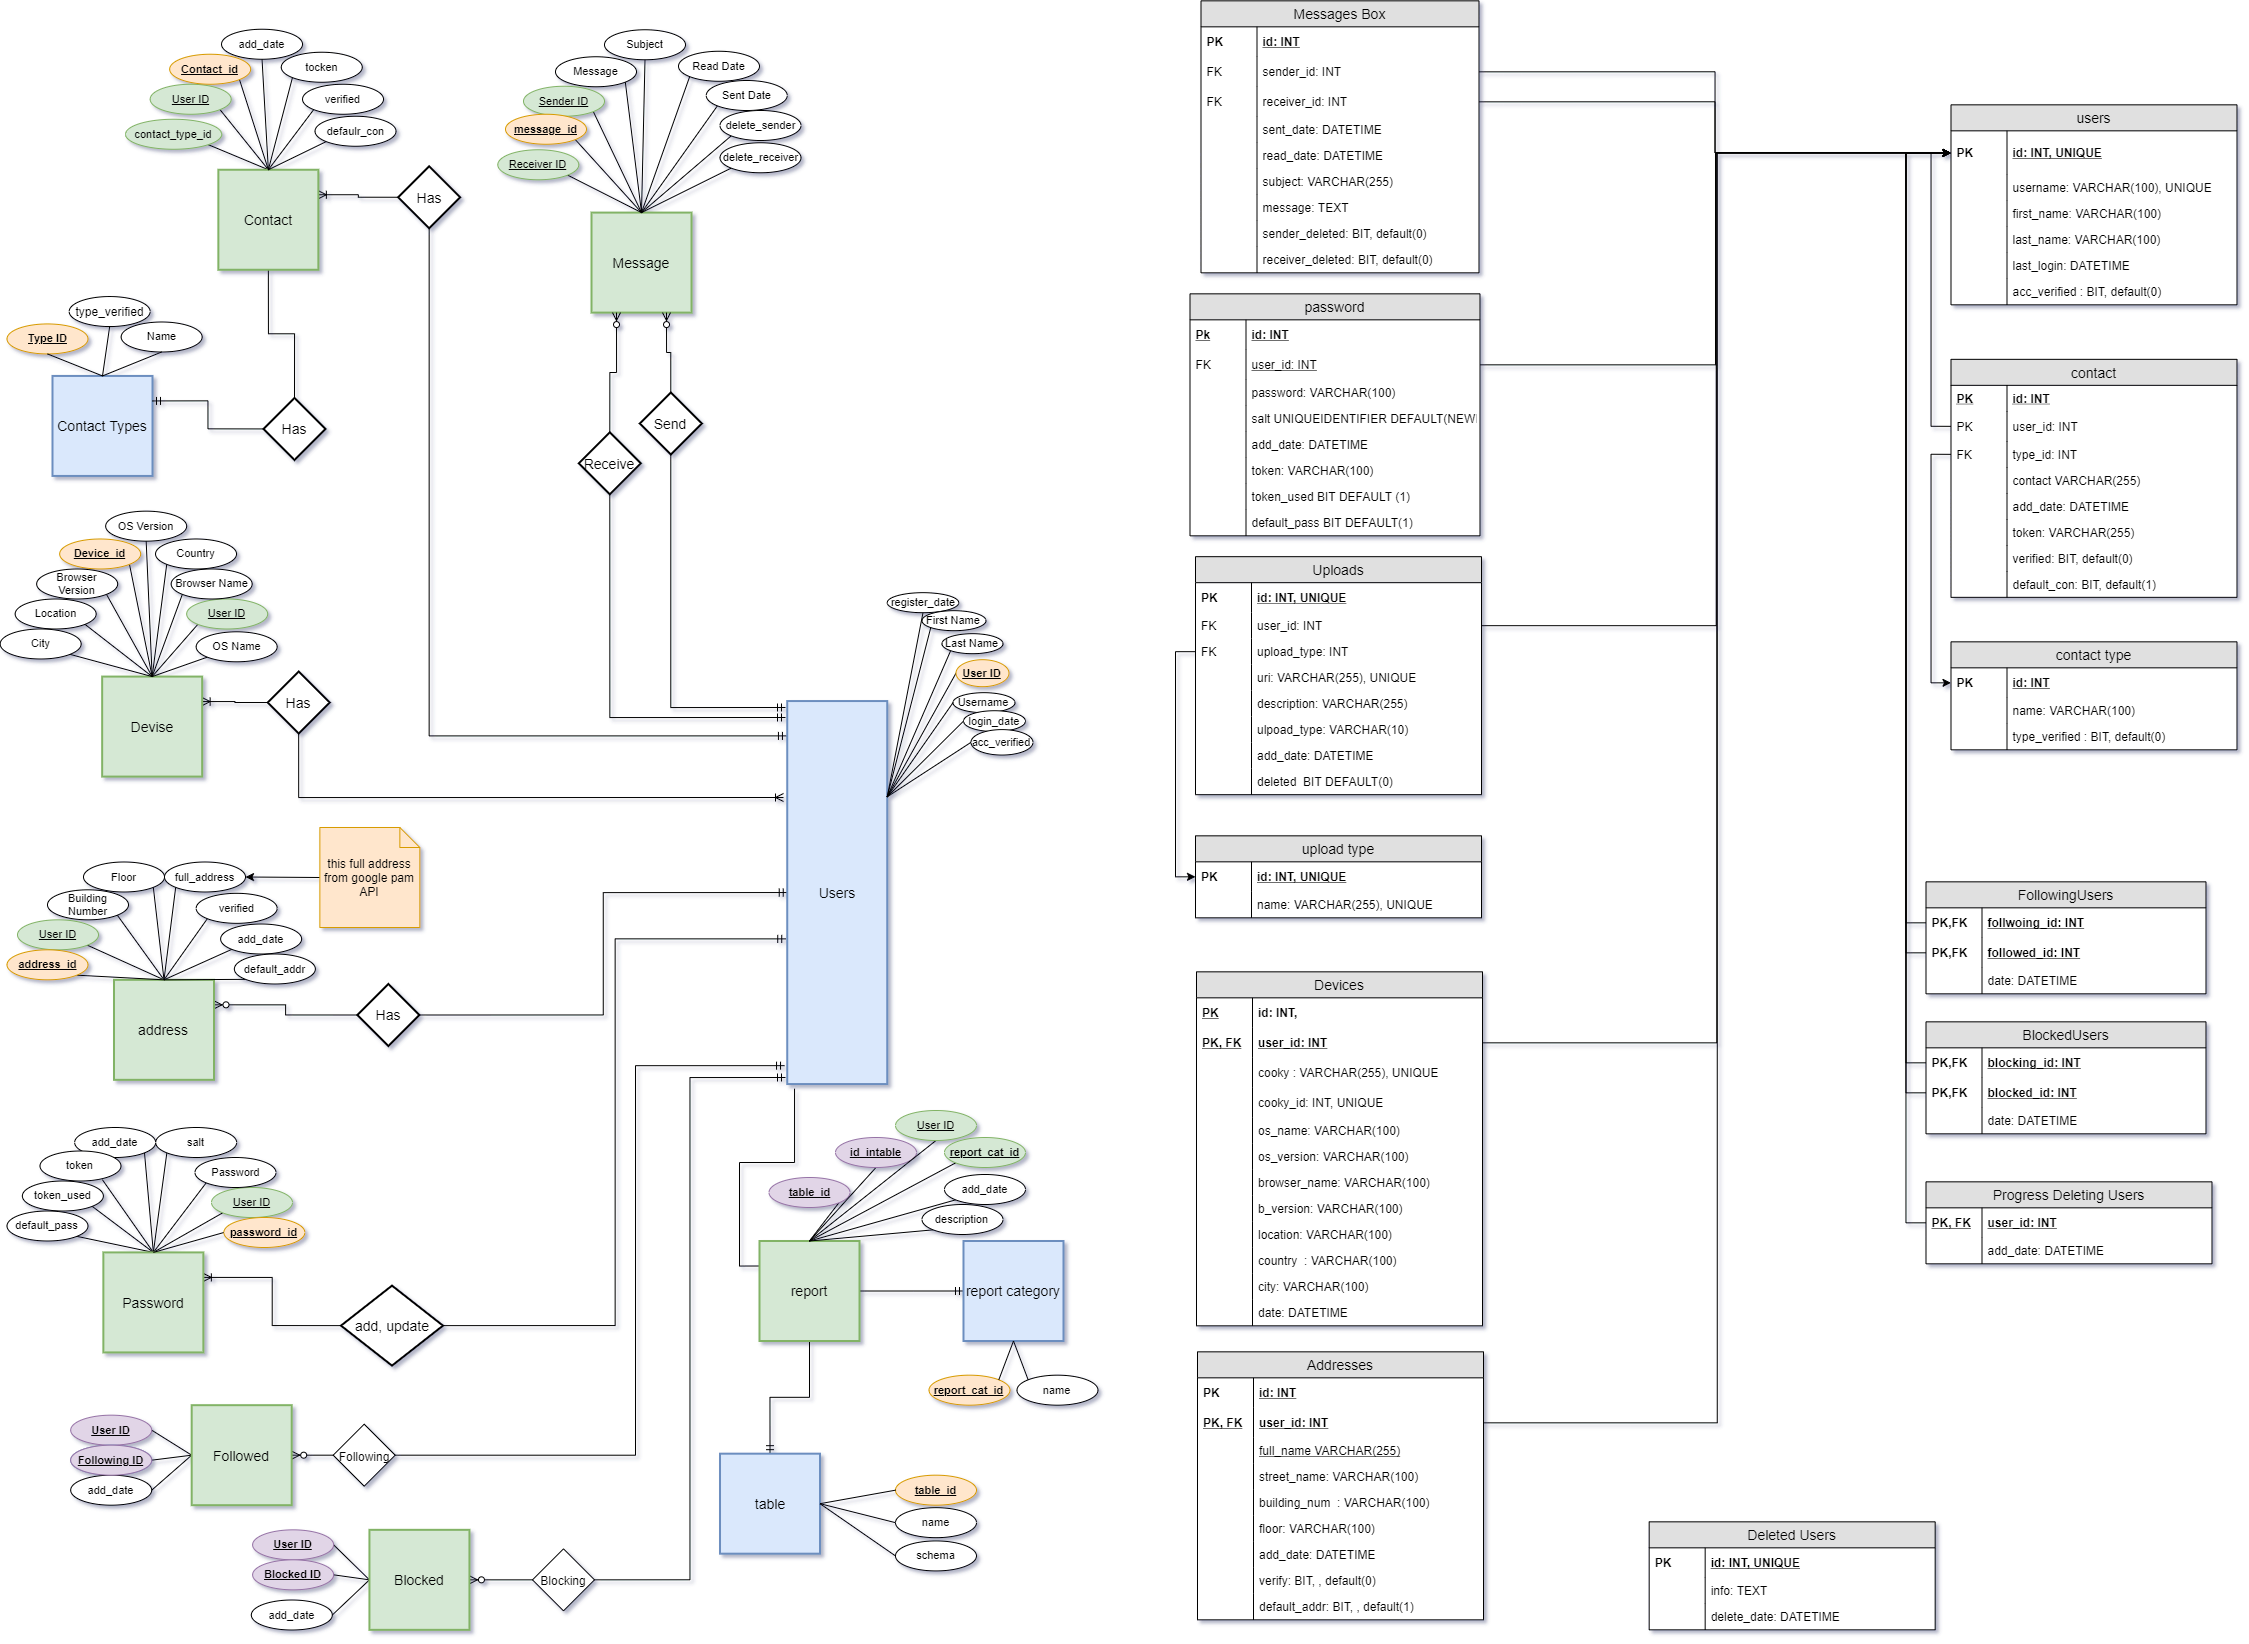 add_date
Contact_id
tocken
User ID
verified
contact_type_id
defaulr_con
Contact
Has
Subject
Message
Read Date
Sender ID
Sent Date
message_id
delete_sender
Receiver ID
delete_receiver
Message
type_verified
Type ID
Name
Contact Types
Has
Send
Receive
OS Version
Device_id
Country
Browser
Version
Browser Name
Location
User ID
City
OS Name
Devise
Has
register_date
First Name
Last Name
User ID
Username
login_date
acc_verified
Users
this full address
from google pam
API
Floor
full_address
Building
Number
verified
User ID
add_date
address_id
default_addr
address
Has
add_date
salt
token
Password
token_used
User ID
default_pass
password_id
Password
add, update
User ID
id_intable
report_cat_id
table_id
add_date
description
report
report category
report_cat_id
name
User ID
Following ID
add_date
Followed
Following
table
table_id
name
schema
User ID
Blocked ID
add_date
Blocked
Blocking
Messages Box
PK id: INT
FK sender_id: INT
FK receiver_id: INT
sent_date: DATETIME
read_date: DATETIME
subject: VARCHAR(255)
message: TEXT
sender_deleted: BIT, default(0)
receiver_deleted: BIT, default(0)
password
Pk id: INT
FK user_id: INT
password: VARCHAR(100)
salt UNIQUEIDENTIFIER DEFAULT(NEW
add_date: DATETIME
token: VARCHAR(100)
token_used BIT DEFAULT (1)
default_pass BIT DEFAULT(1)
Uploads
PK id: INT, UNIQUE
FK user_id: INT
FK upload_type: INT
uri: VARCHAR(255), UNIQUE
description: VARCHAR(255)
ulpoad_type: VARCHAR(10)
add_date: DATETIME
deleted BIT DEFAULT(0)
upload type
PK id: INT, UNIQUE
name: VARCHAR(255), UNIQUE
Devices
PK id: INT,
PK, FK user_id: INT
cooky : VARCHAR(255), UNIQUE
cooky_id: INT, UNIQUE
os_name: VARCHAR(100)
os_version: VARCHAR(100)
browser_name: VARCHAR(100)
b_version: VARCHAR(100)
location: VARCHAR(100)
country : VARCHAR(100)
city: VARCHAR(100)
date: DATETIME
Addresses
PK id: INT
PK, FK user_id: INT
full_name VARCHAR(255)
street_name: VARCHAR(100)
building_num : VARCHAR(100)
floor: VARCHAR(100)
add_date: DATETIME
verify: BIT, , default(0)
default_addr: BIT, , default(1)
users
PK id: INT, UNIQUE
username: VARCHAR(100), UNIQUE
first_name: VARCHAR(100)
last_name: VARCHAR(100)
last_login: DATETIME
acc_verified : BIT, default(0)
contact
PK id: INT
PK user_id: INT
FK type_id: INT
contact VARCHAR(255)
add_date: DATETIME
token: VARCHAR(255)
verified: BIT, default(0)
default_con: BIT, default(1)
contact type
PK id: INT
name: VARCHAR(100)
type_verified : BIT, default(0)
FollowingUsers
PK,FK follwoing_id: INT
PK,FK followed_id: INT
date: DATETIME
BlockedUsers
PK,FK blocking_id: INT
PK,FK blocked_id: INT
date: DATETIME
Progress Deleting Users
PK, FK user_id: INT
add_date: DATETIME
Deleted Users
PK id: INT, UNIQUE
info: TEXT
delete_date: DATETIME